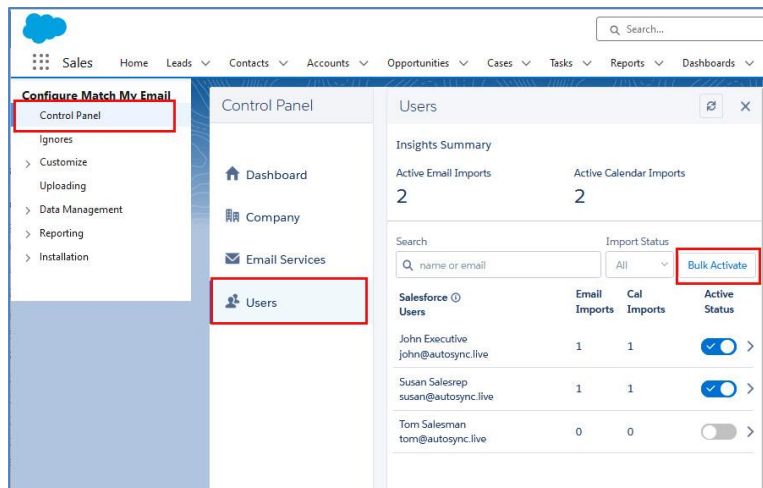 Search...
Sales Home Leads Contacts Accounts Opportunities Cases Tasks Reports Dashboards
Configure Match My Email
Control Panel
Ignores
Customize
Uploading
Data Management
Reporting
Installation
Control Panel
Dashboard
Company
Email Services
Users
Users
Insights Summary
Active Email Imports Active Calendar Imports
2 2
Search Import Status
name or email All Bulk Activate
Salesforce Email Cal Active
Users Imports Imports Status
John Executive
john@autosync.live 1 1
Susan Salesrep
susan@autosync.live 1 1
Tom Salesman
tom@autosync.live 0 0